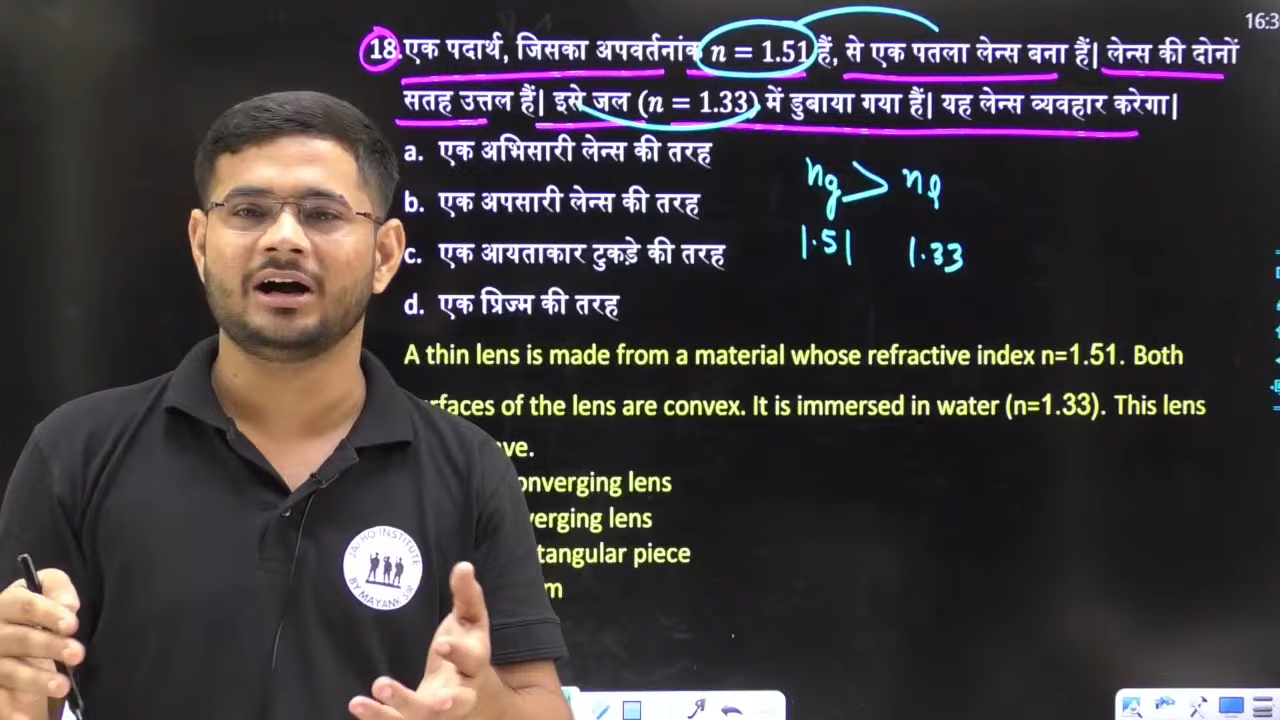 16:3
18. एक पदार्थ, जिसका अपवर्तनांक n = 1.51 हैं, से एक पतला लेन्स बना हैं| लेन्स की दोनों
सतह उत्तल हैं| इसे जल (n = 1.33) में डुबाया गया हैं| यह लेन्स व्यवहार करेगा|
a. एक अभिसारी लेन्स की तरह
b. एक अपसारी लेन्स की तरह
c. एक आयताकार टुकड़े की तरह
d. एक प्रिज्म की तरह
ng > nl
1.51 1.33
A thin lens is made from a material whose refractive index n=1.51. Both
rfaces of the lens are convex. It is immersed in water (n=1.33). This lens
ve.
onverging lens
verging lens
tangular piece
m
JAI HO INSTITUTE
BY MAYANK SIR